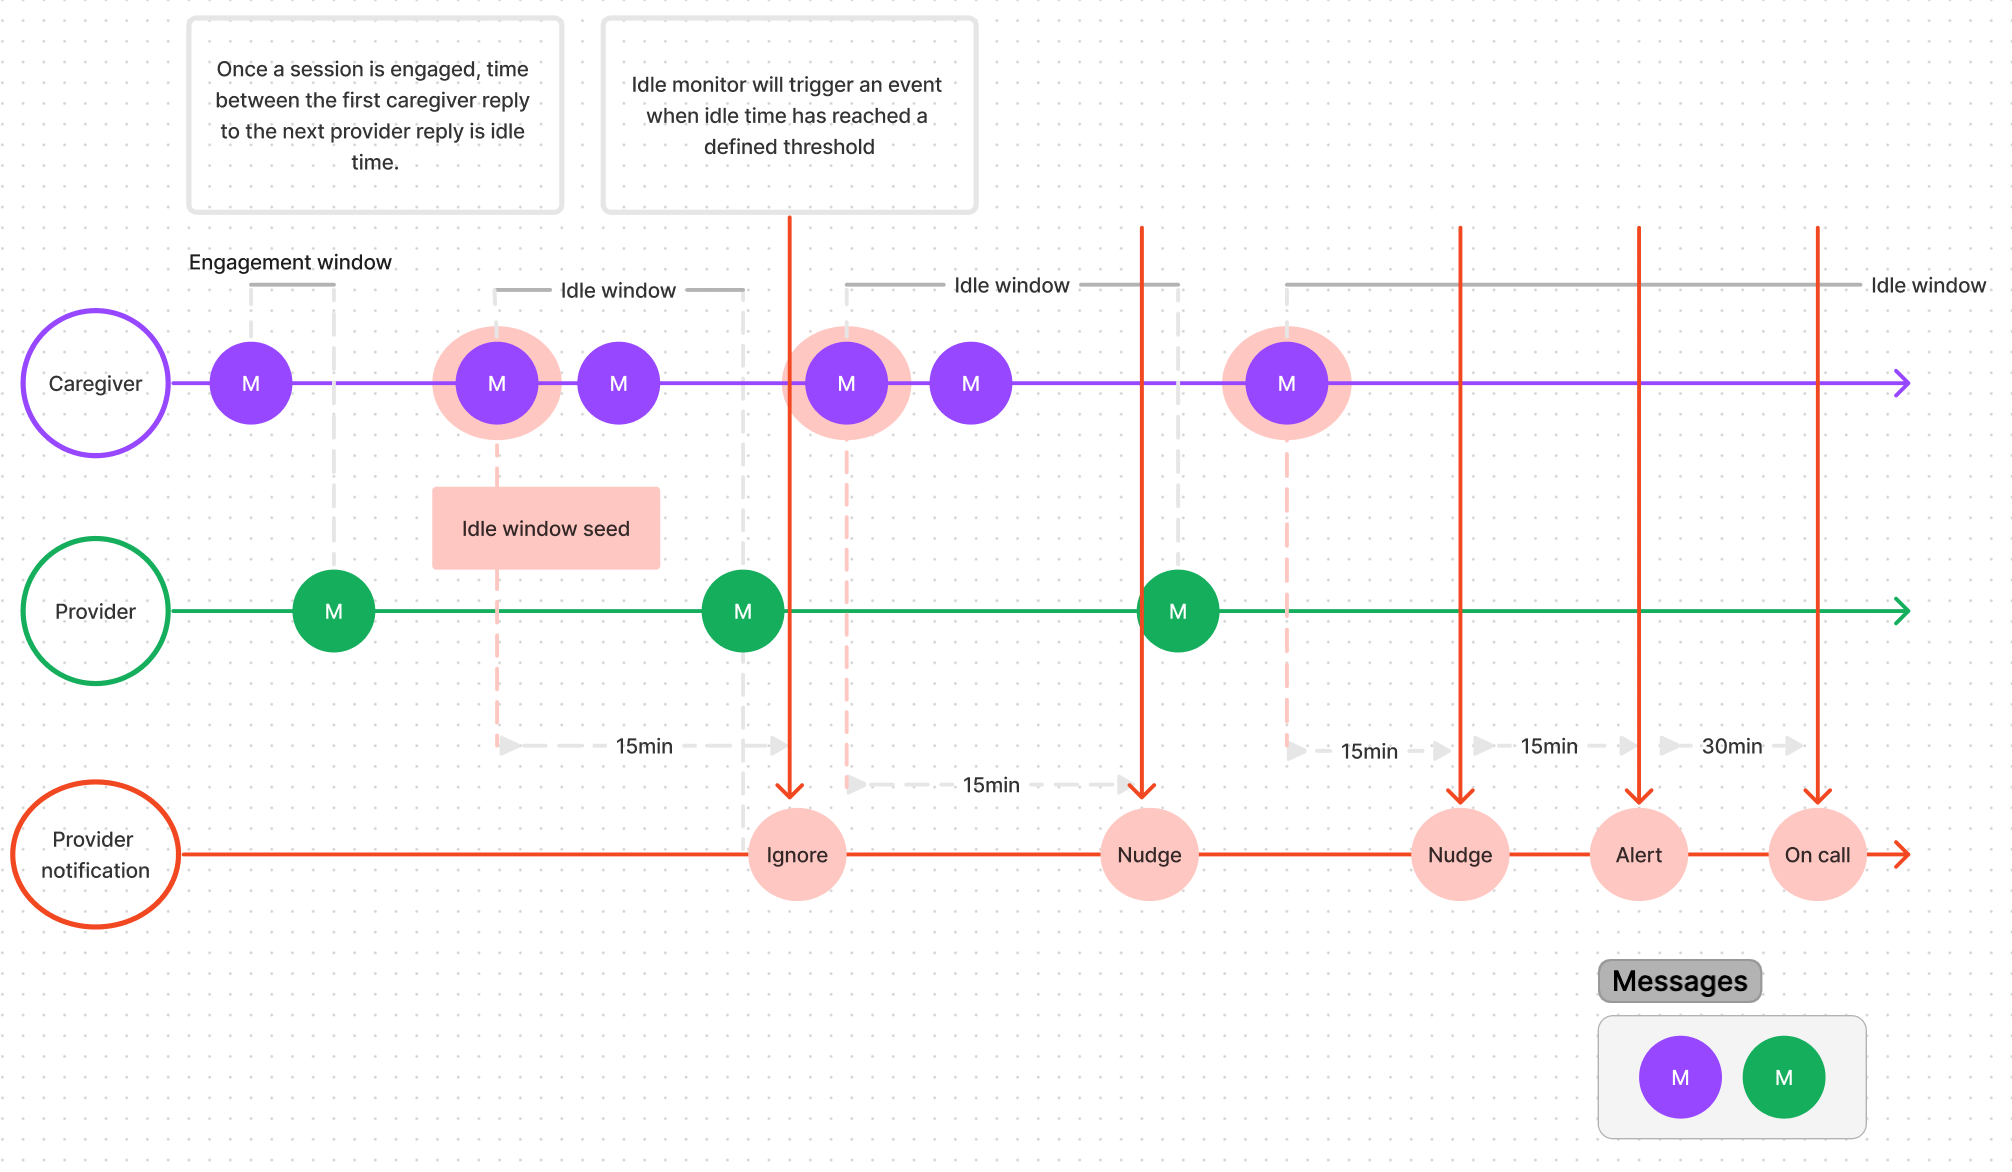 Once a session is engaged, time
between the first caregiver reply
to the next provider reply is idle
time.
Idle monitor will trigger an event
when idle time has reached a
defined threshold
Engagement window
Idle window
Idle window
Idle window
Caregiver
M
M
M
M
M
M
Idle window seed
Provider
M
M
M
15min
15min
15min
15min
30min
Provider
notification
Ignore
Nudge
Nudge
Alert
On call
Messages
M
M